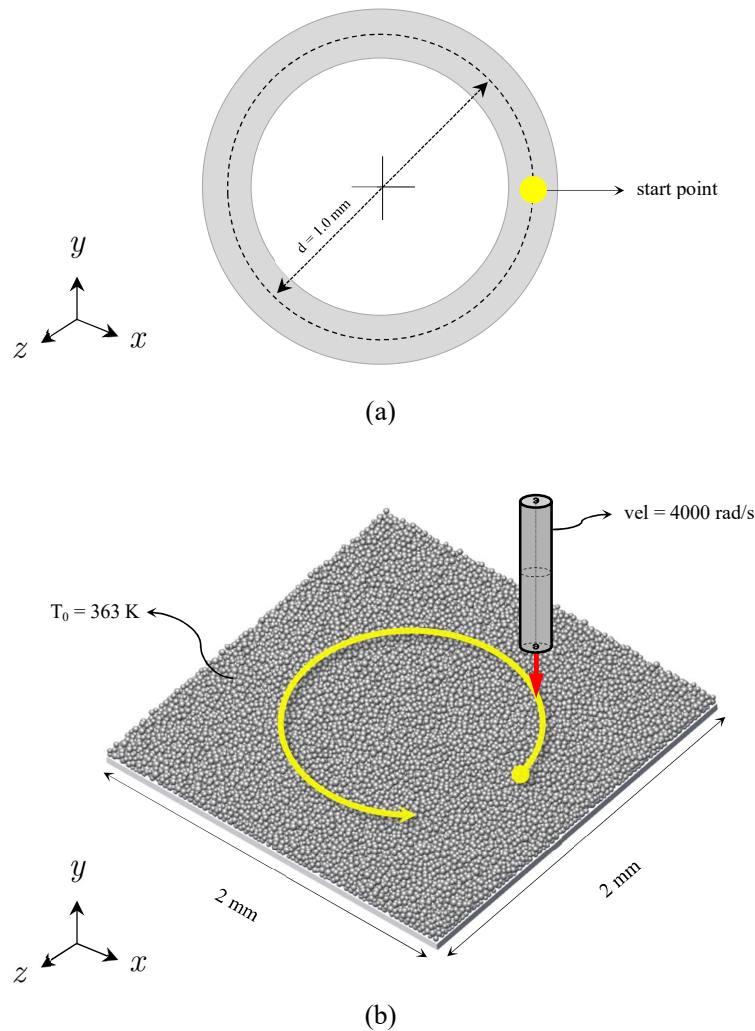 start point
d = 1.0 mm
y
z
x
(a)
vel = 4000 rad/s
T₀ = 363 K
2 mm
2 mm
y
z
x
(b)